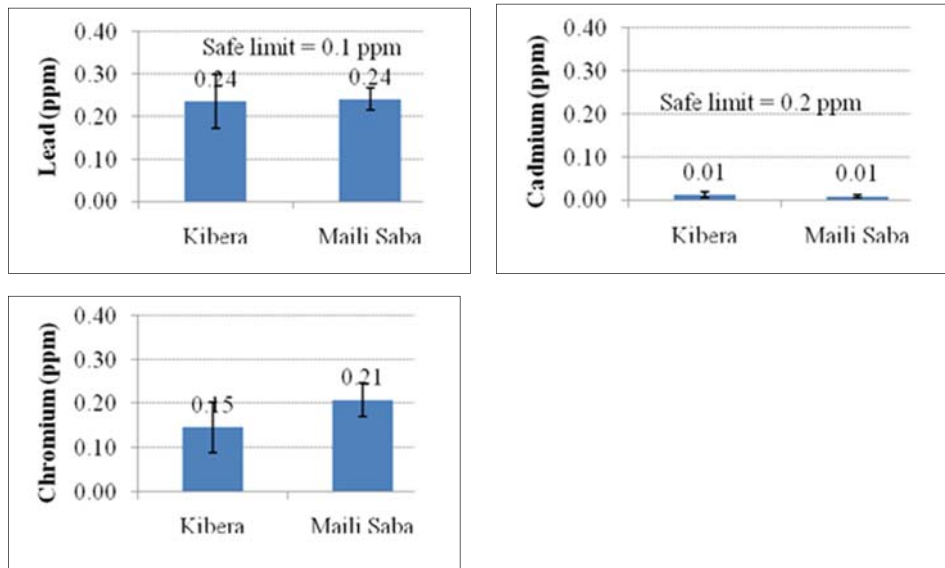 Lead (ppm)
0.40
0.30
0.20
0.10
0.00
Safe limit = 0.1 ppm
0.24
0.24
Kibera
Maili Saba
Cadmium (ppm)
0.40
0.30
0.20
0.10
0.00
Safe limit = 0.2 ppm
0.01
0.01
Kibera
Maili Saba
Chromium (ppm)
0.40
0.30
0.20
0.10
0.00
0.15
0.21
Kibera
Maili Saba